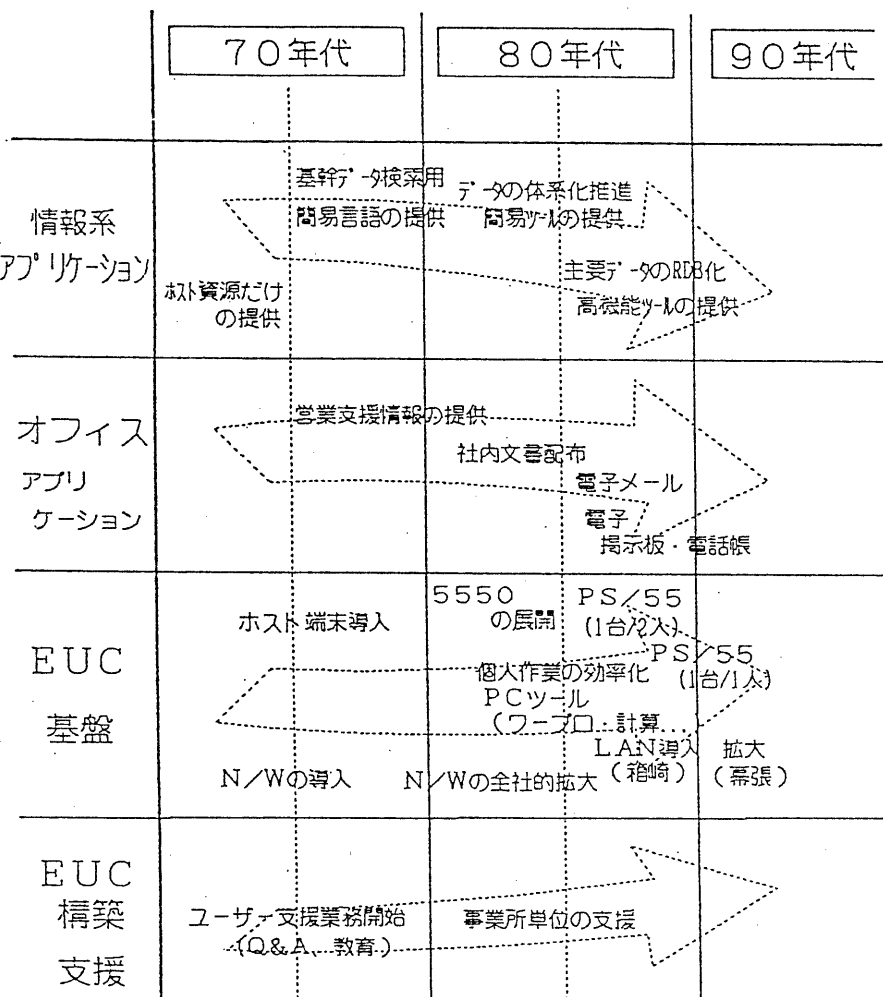 70年代
80年代
90年代
情報系
アプリケーション
基幹データ検索用
簡易言語の提供
データの体系化推進
簡易ツールの提供
ホスト資源だけ
の提供
主要データのRDB化
高機能ツールの提供
オフィス
アプリ
ケーション
営業支援情報の提供
社内文書配布
電子メール
電子
掲示板・電話帳
EUC
基盤
ホスト端末導入
5550
の展開
PS/55
(1台/2人)
PS/55
(1台/1人)
個人作業の効率化
PCツール
(ワープロ・計算...
N/Wの導入
N/Wの全社的拡大
LAN導入
(箱崎)
拡大
(幕張)
EUC
構築
支援
ユーザー支援業務開始
(Q&A、教育)
事業所単位の支援